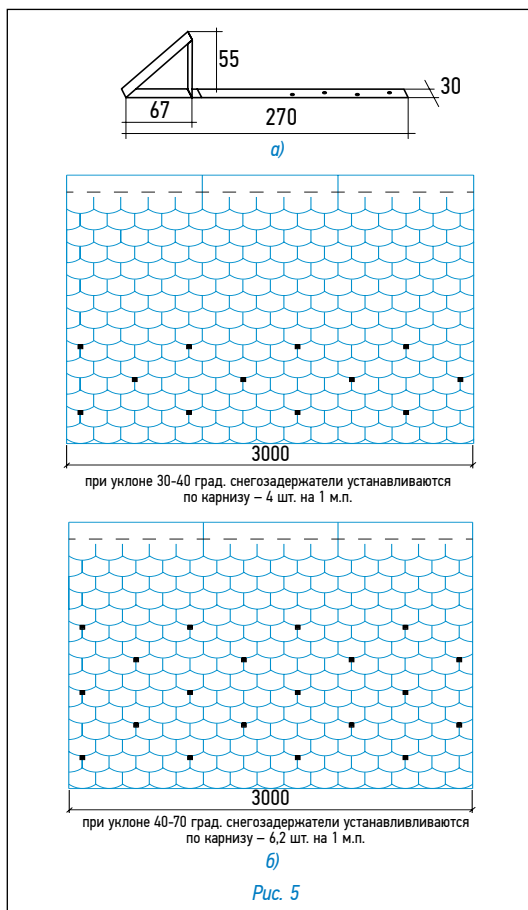 55
30
67
270
а)
3000
при уклоне 30-40 град. снегозадержатели устанавливаются
по карнизу – 4 шт. на 1 м.п.
3000
при уклоне 40-70 град. снегозадержатели устанавливливаются
по карнизу – 6,2 шт. на 1 м.п.
б)
Рис. 5